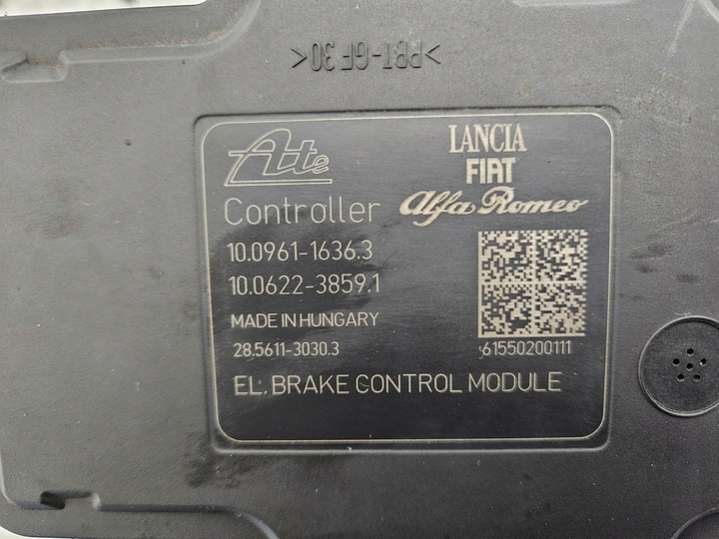 >PBT-GF30<
Ate
Controller
10.0961-1636.3
10.0622-3859.1
MADE IN HUNGARY
28.5611-3030.3
LANCIA
FIAT
Alfa Romeo
61550200111
EL. BRAKE CONTROL MODULE